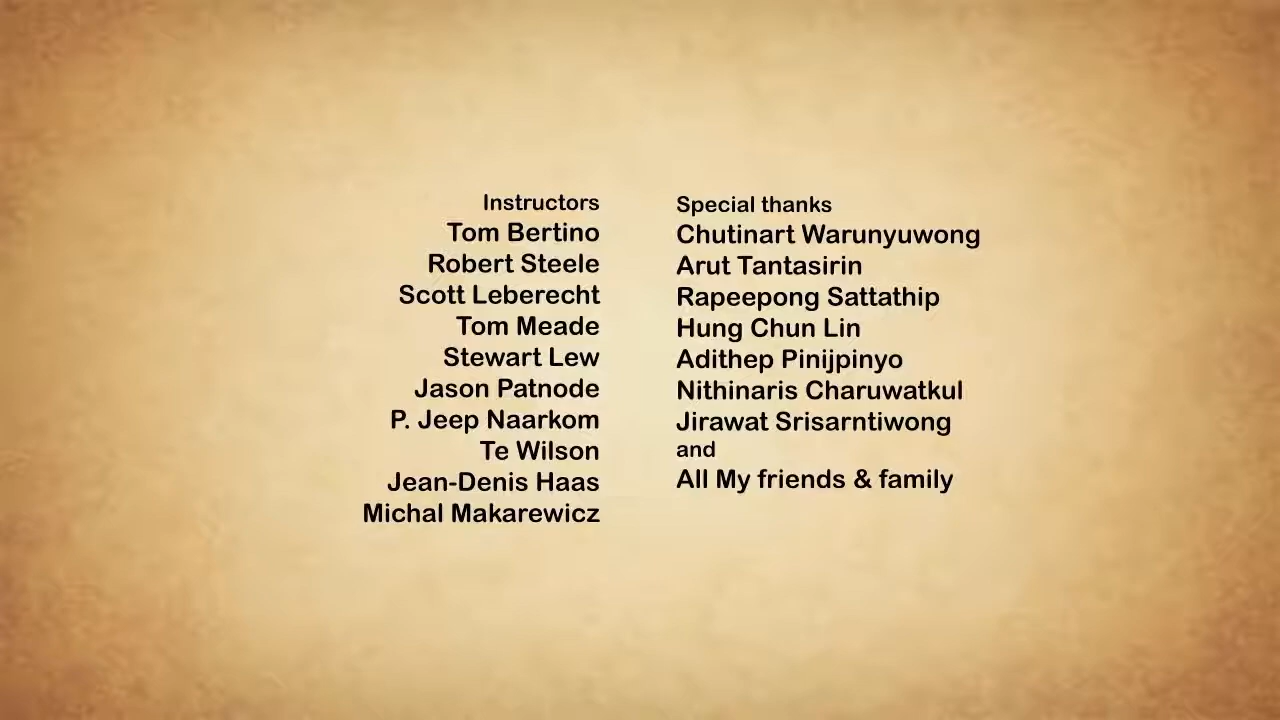 Instructors
Tom Bertino
Robert Steele
Scott Leberecht
Tom Meade
Stewart Lew
Jason Patnode
P. Jeep Naarkom
Te Wilson
Jean-Denis Haas
Michal Makarewicz
Special thanks
Chutinart Warunyuwong
Arut Tantasirin
Rapeepong Sattathip
Hung Chun Lin
Adithep Pinijpinyo
Nithinaris Charuwatkul
Jirawat Srisarntiwong
and
All My friends & family